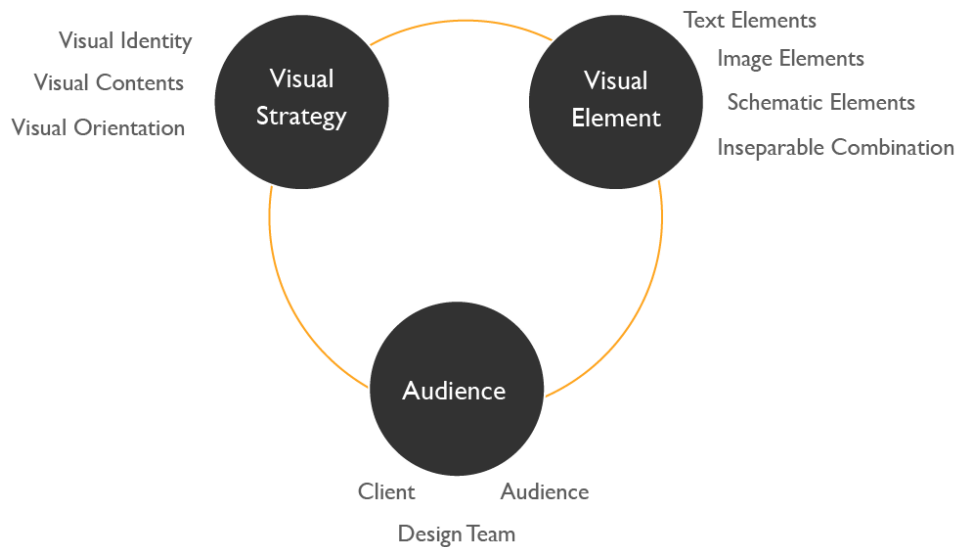 Visual Identity
Visual Contents
Visual Orientation
Visual
Strategy
Visual
Element
Text Elements
Image Elements
Schematic Elements
Inseparable Combination
Audience
Client
Audience
Design Team